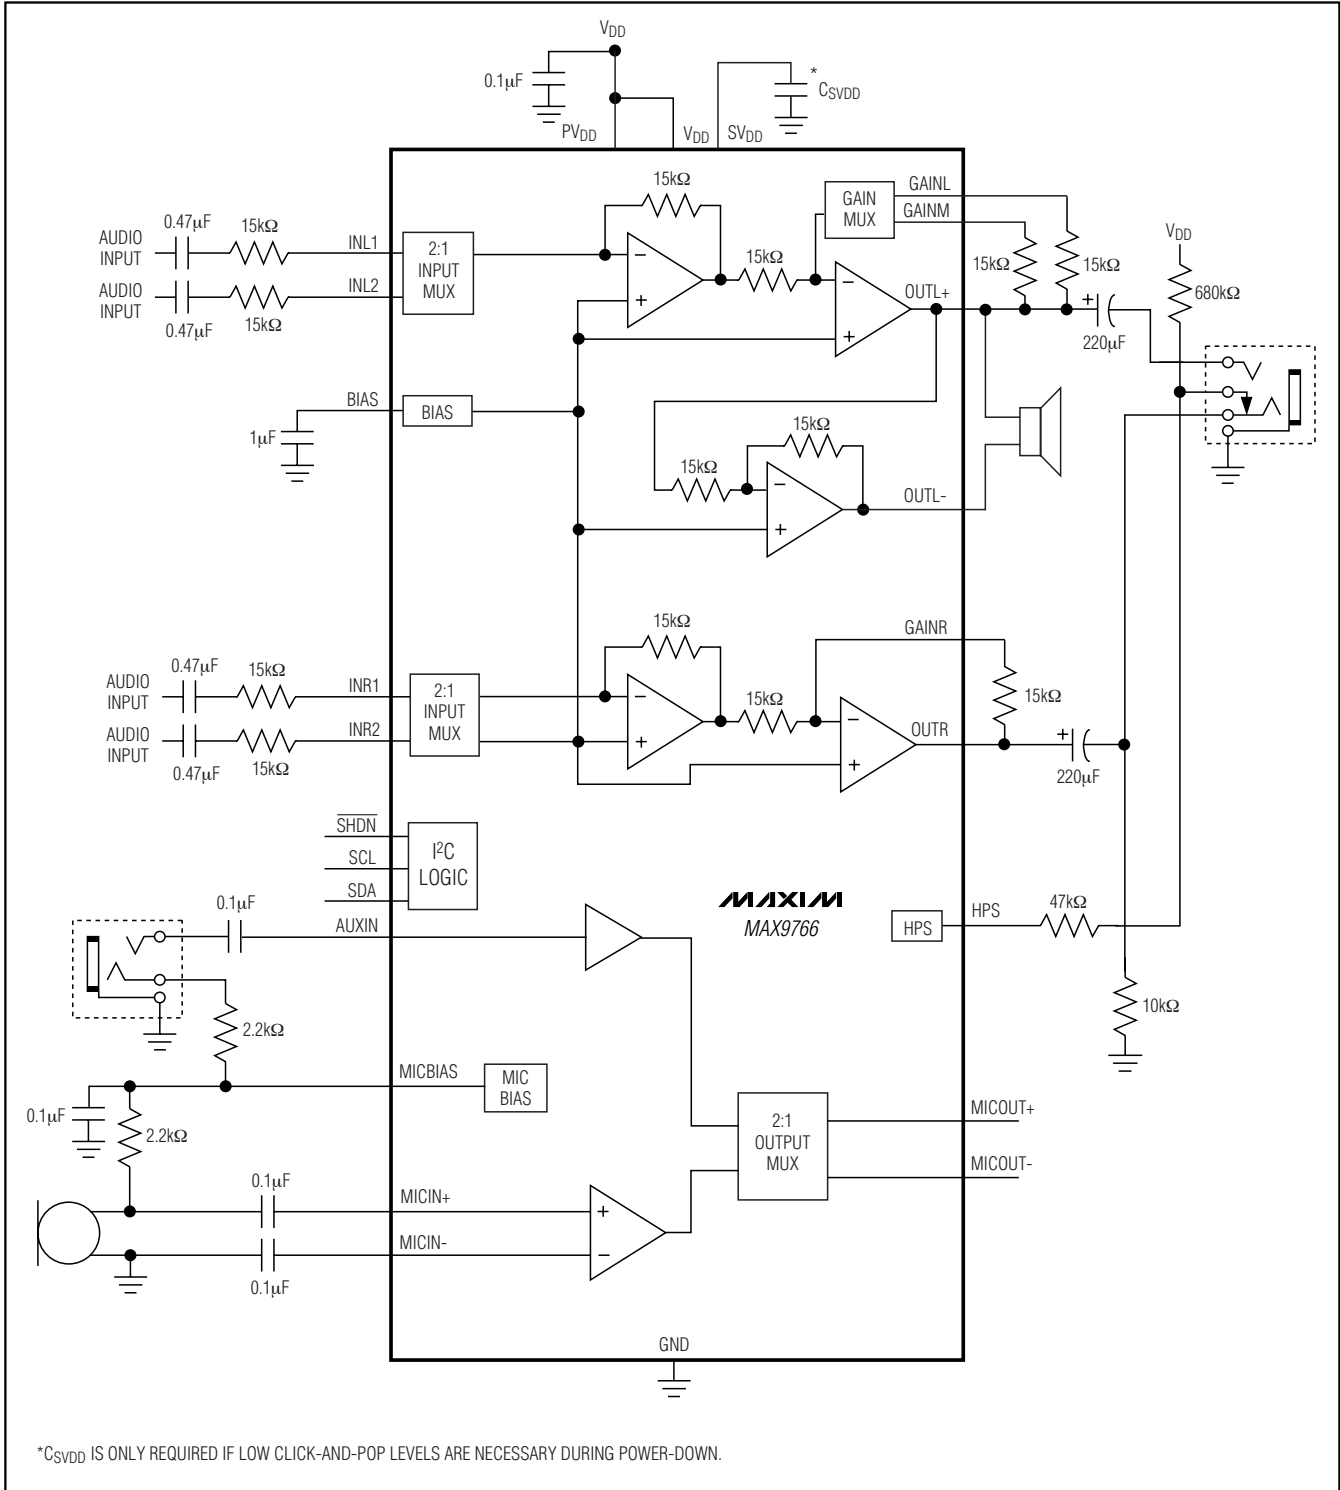 VDD
0.1µF
*
CSVDD
PVDD
VDD
SVDD
15kΩ
GAIN
MUX
GAINL
GAINM
0.47µF
15kΩ
AUDIO
INPUT
INL1
2:1
INPUT
MUX
AUDIO
INPUT
INL2
0.47µF
15kΩ
−
+
15kΩ
−
+
OUTL+
15kΩ
15kΩ
+
220µF
VDD
680kΩ
BIAS
BIAS
1µF
15kΩ
15kΩ
−
+
OUTL-
15kΩ
GAINR
0.47µF
15kΩ
AUDIO
INPUT
INR1
2:1
INPUT
MUX
AUDIO
INPUT
INR2
0.47µF
15kΩ
−
+
15kΩ
−
+
OUTR
15kΩ
+
220µF
SHDN
SCL
SDA
I²C
LOGIC
0.1µF
AUXIN
MAXIM
MAX9766
HPS
HPS
47kΩ
10kΩ
2.2kΩ
MICBIAS
MIC
BIAS
0.1µF
2.2kΩ
2:1
OUTPUT
MUX
MICOUT+
MICOUT-
0.1µF
MICIN+
+
MICIN-
−
0.1µF
GND
*CSVDD IS ONLY REQUIRED IF LOW CLICK-AND-POP LEVELS ARE NECESSARY DURING POWER-DOWN.